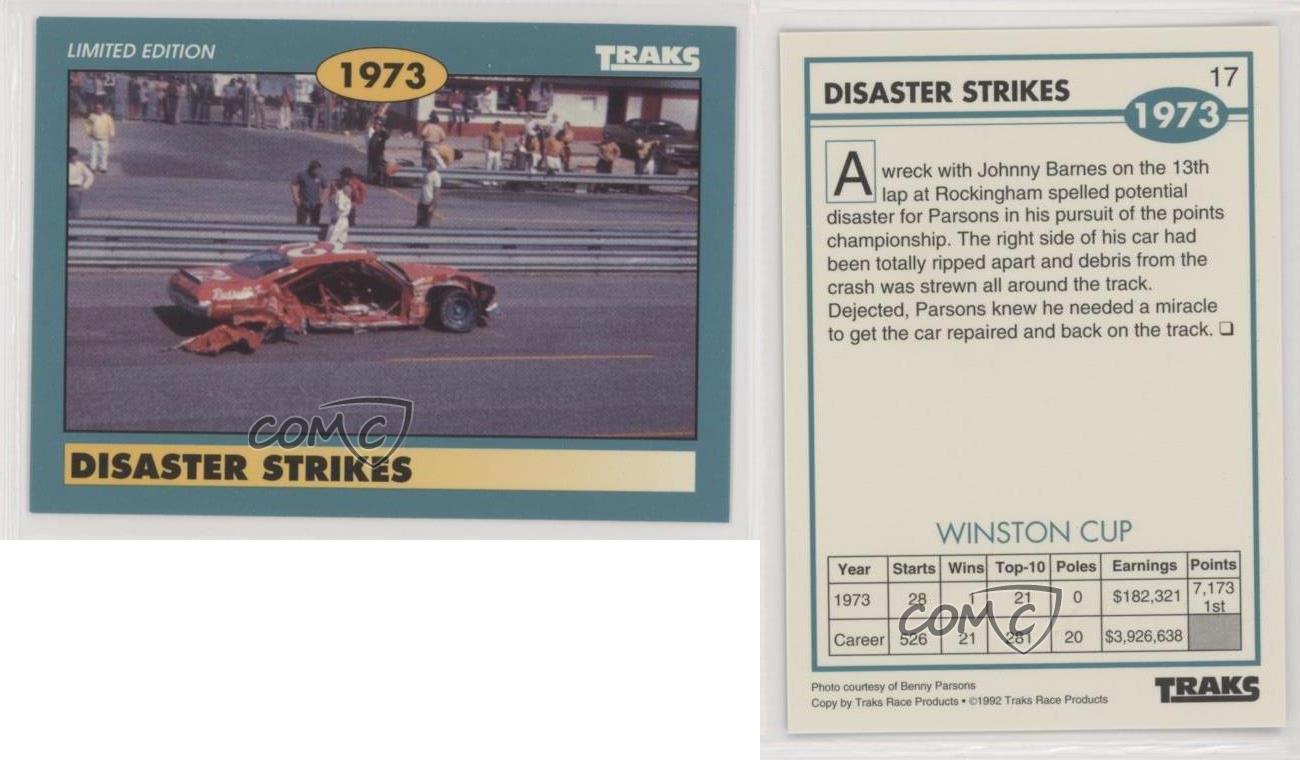 LIMITED EDITION
TRAKS
1973
DISASTER STRIKES
COMC
DISASTER STRIKES
17
1973
A wreck with Johnny Barnes on the 13th
lap at Rockingham spelled potential
disaster for Parsons in his pursuit of the points
championship. The right side of his car had
been totally ripped apart and debris from the
crash was strewn all around the track.
Dejected, Parsons knew he needed a miracle
to get the car repaired and back on the track. ❑
WINSTON CUP
Year Starts Wins Top-10 Poles Earnings Points
1973 28 1 21 0 $182,321 7,173
1st
Career 526 21 281 20 $3,926,638
COMC
Photo courtesy of Benny Parsons
Copy by Traks Race Products • ©1992 Traks Race Products
TRAKS